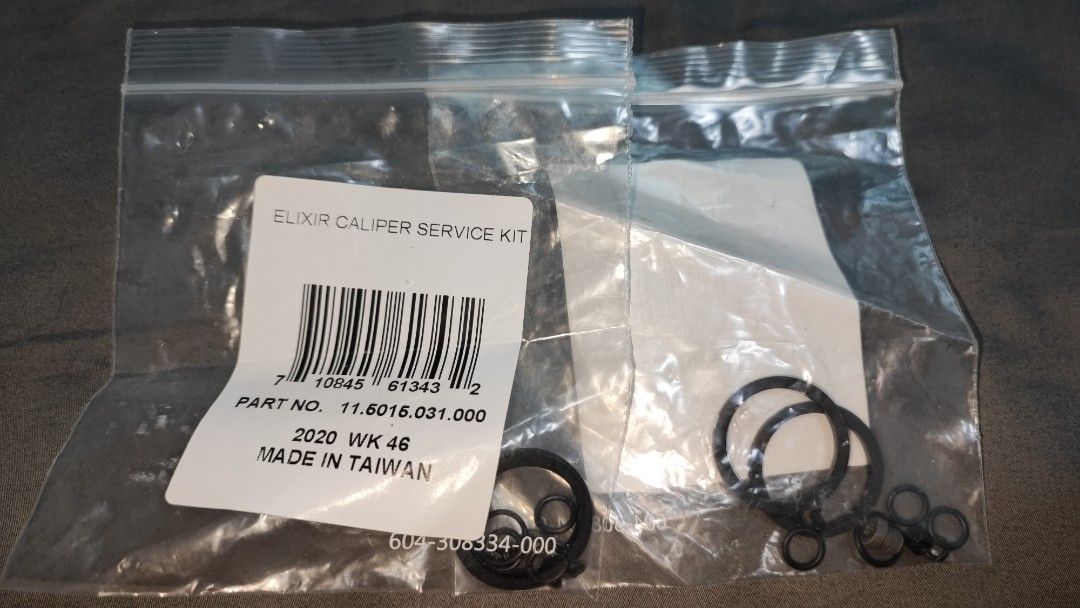 ELIXIR CALIPER SERVICE KIT
7 10845 61343 2
PART NO. 11.5015.031.000
2020 WK 46
MADE IN TAIWAN
604-308334-000